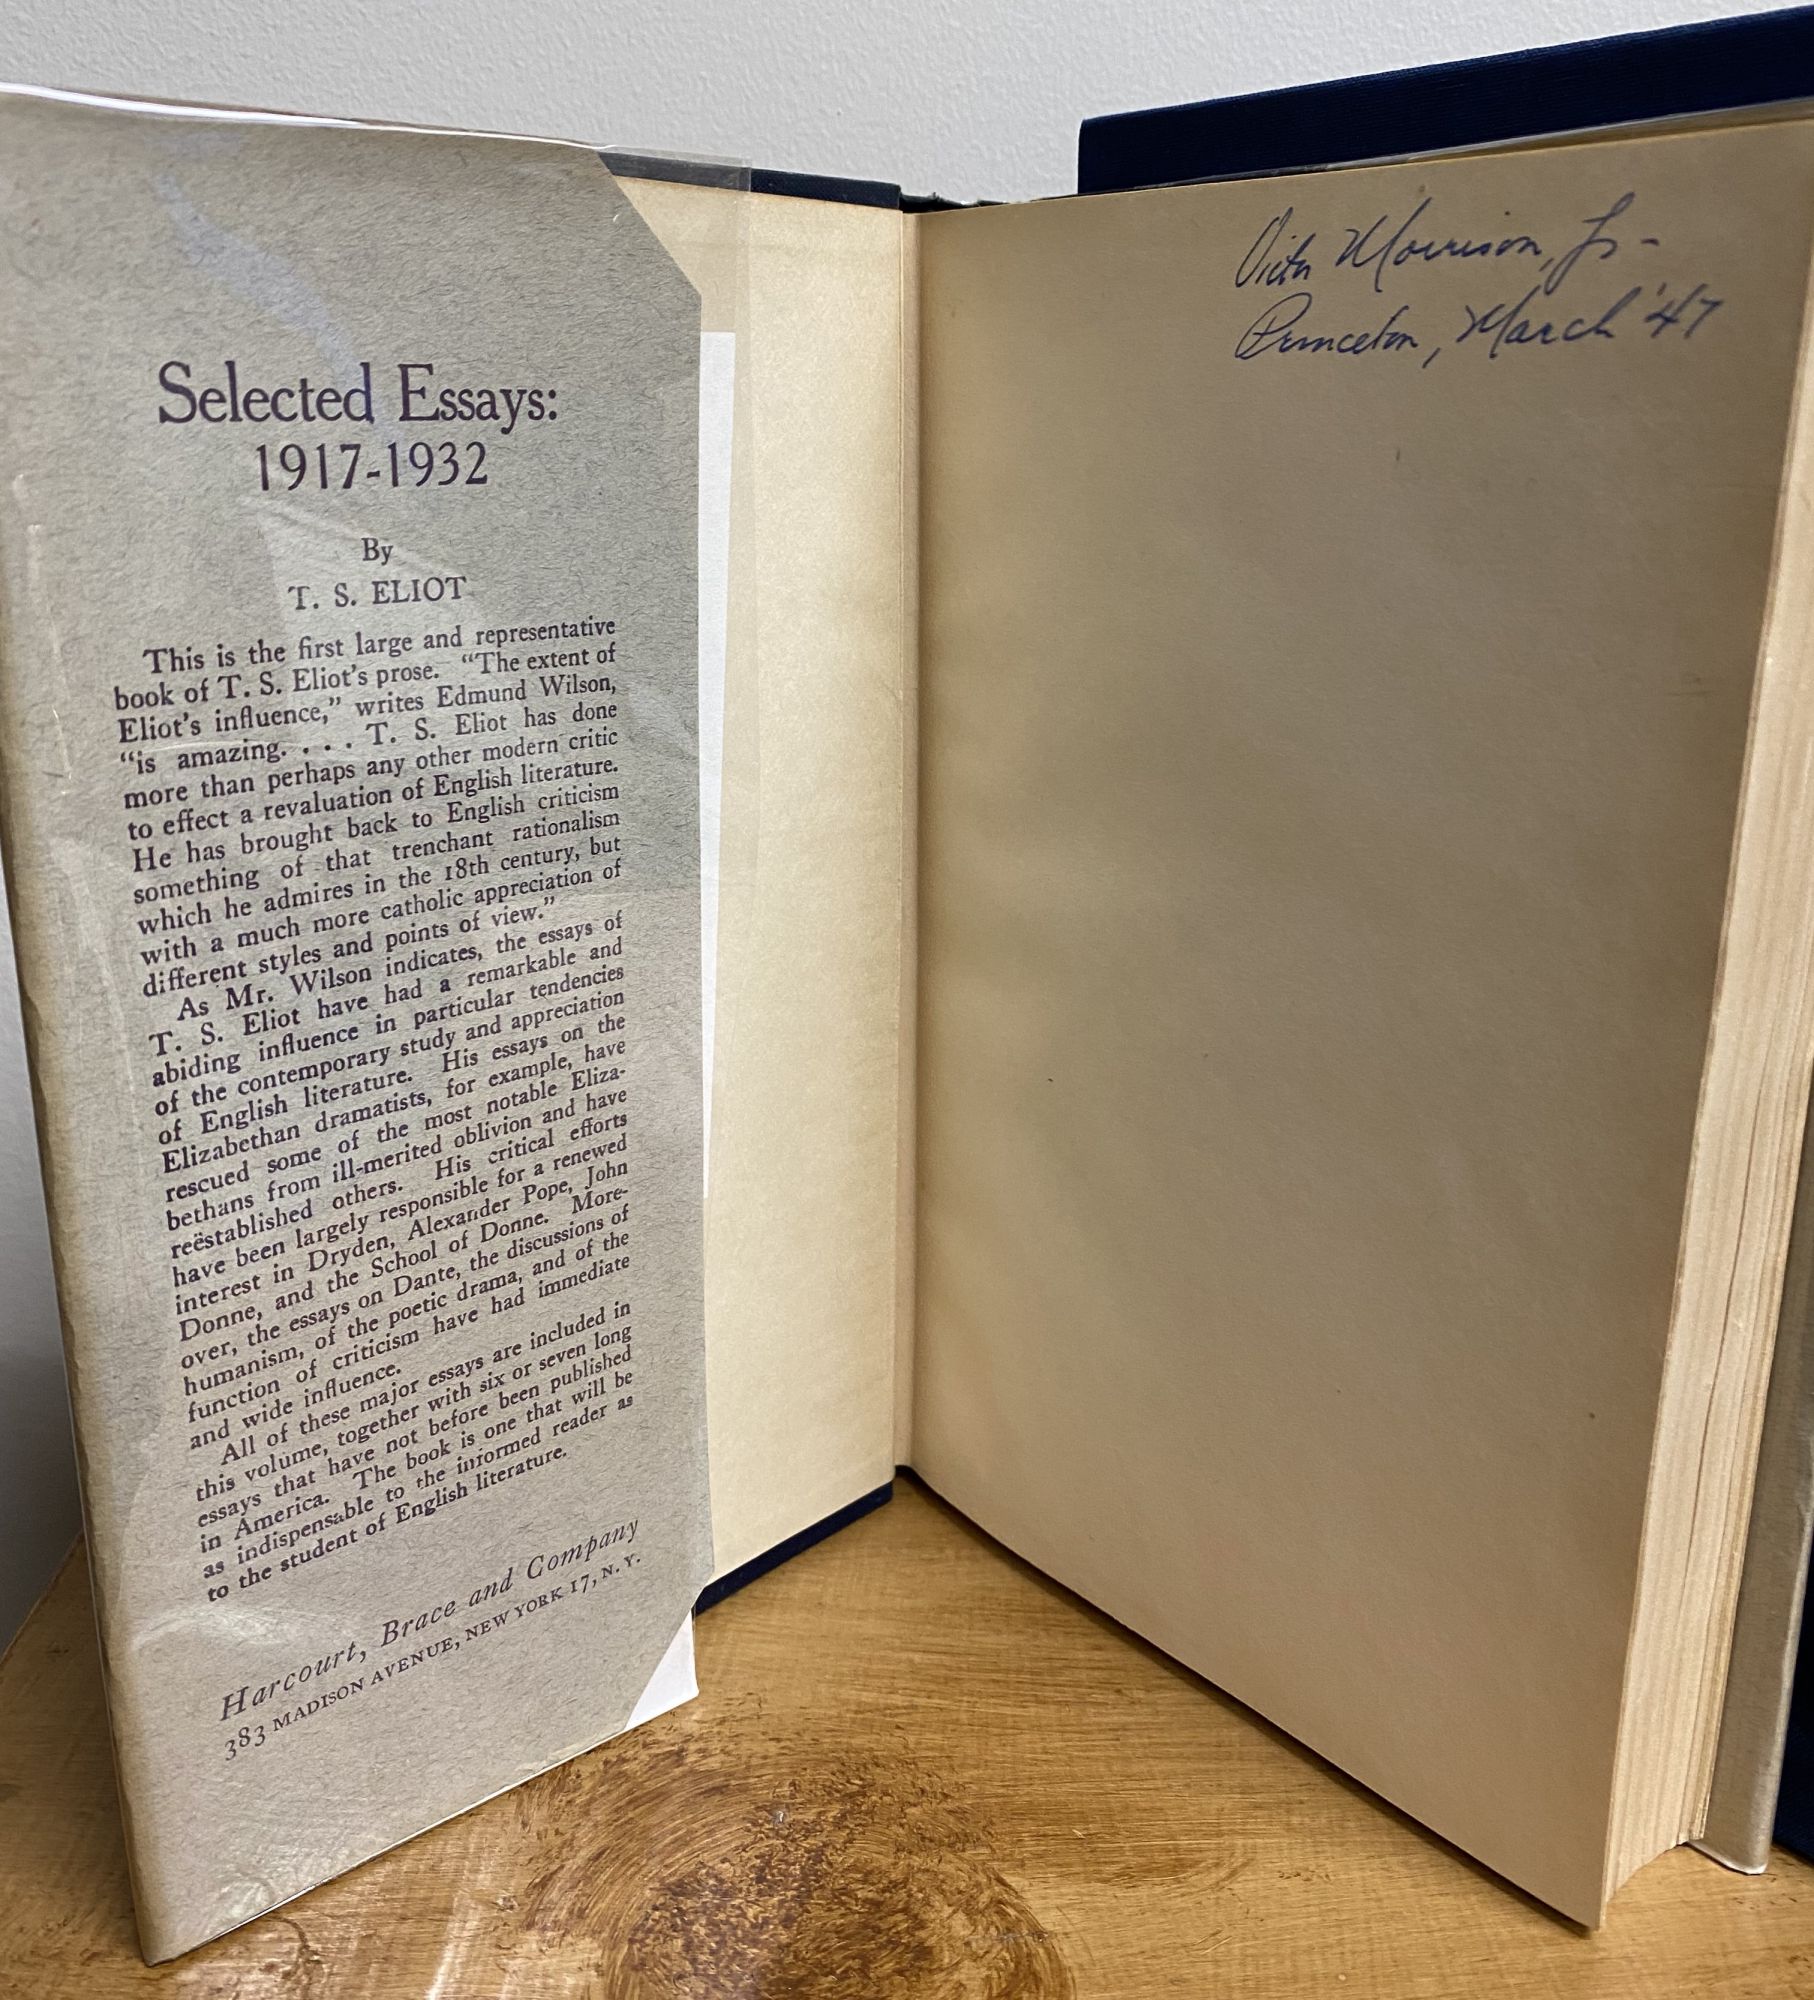 Selected Essays:
1917-1932
By
T. S. ELIOT
This is the first large and representative
book of T. S. Eliot's prose. “The extent of
Eliot's influence,” writes Edmund Wilson,
“is amazing. . . . T. S. Eliot has done
more than perhaps any other modern critic
to effect a revaluation of English literature.
He has brought back to English criticism
something of that trenchant rationalism
which he admires in the 18th century, but
with a much more catholic appreciation of
different styles and points of view.”
As Mr. Wilson indicates, the essays of
T. S. Eliot have had a remarkable and
abiding influence in particular tendencies
of the contemporary study and appreciation
of English literature. His essays on the
Elizabethan dramatists, for example, have
rescued some of the most notable Eliza-
bethans from ill-merited oblivion and have
reëstablished others. His critical efforts
have been largely responsible for a renewed
interest in Dryden, Alexander Pope, John
Donne, and the School of Donne. More-
over, the essays on Dante, the discussions of
humanism, of the poetic drama, and of the
function of criticism have had immediate
and wide influence.
All of these major essays are included in
this volume, together with six or seven long
essays that have not before been published
in America. The book is one that will be
as indispensable to the informed reader as
to the student of English literature.
Harcourt, Brace and Company
383 MADISON AVENUE, NEW YORK 17, N. Y.
Victor Morrison, Jr-
Princeton, March '47